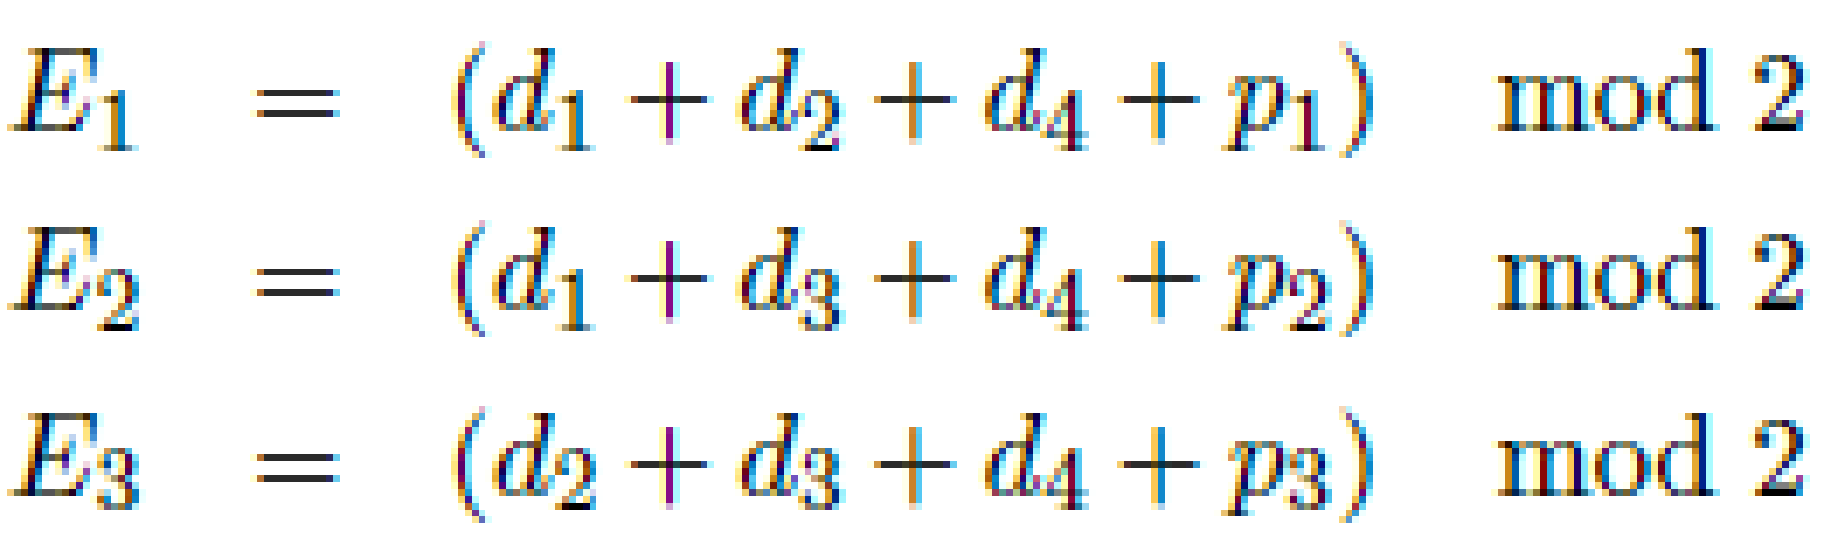 E₁ = (d₁ + d₂ + d₄ + p₁) mod 2
E₂ = (d₁ + d₃ + d₄ + p₂) mod 2
E₃ = (d₂ + d₃ + d₄ + p₃) mod 2